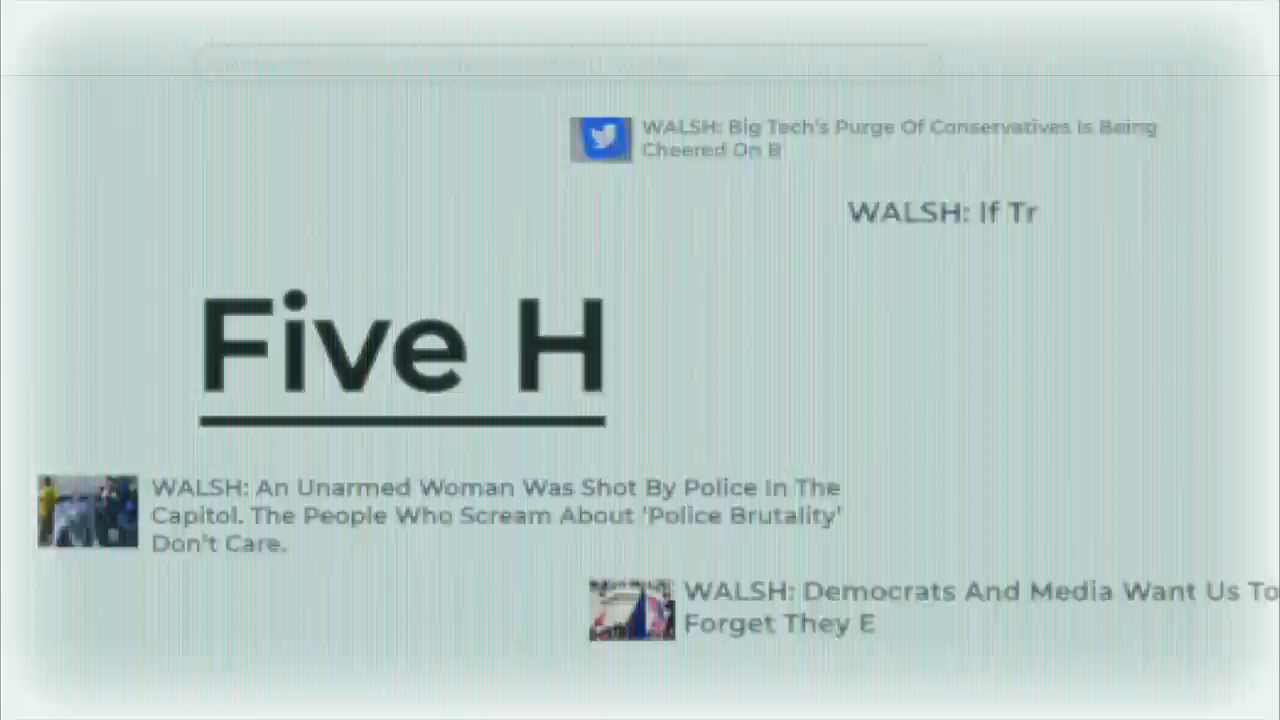 WALSH: Big Tech's Purge Of Conservatives Is Being
Cheered On B
WALSH: If Tr
Five H
WALSH: An Unarmed Woman Was Shot By Police In The
Capitol. The People Who Scream About 'Police Brutality'
Don't Care.
WALSH: Democrats And Media Want Us To
Forget They E